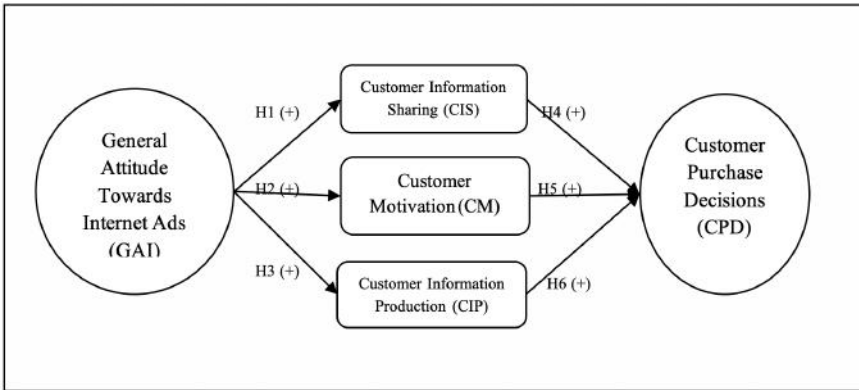 General
Attitude
Towards
Internet Ads
(GAI)
H1 (+)
H2 (+)
H3 (+)
Customer Information
Sharing (CIS)
Customer
Motivation (CM)
Customer Information
Production (CIP)
H4 (+)
H5 (+)
H6 (+)
Customer
Purchase
Decisions
(CPD)